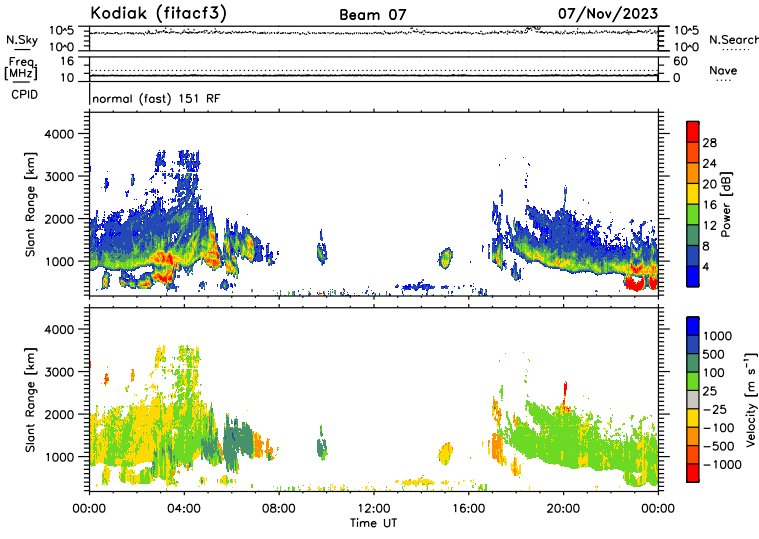 Kodiak (fitacf3) Beam 07 07/Nov/2023
N.Sky 10^5 10^0 10^5 10^0 N.Search
Freq. [MHz] 16 10 60 0 Nave
CPID normal (fast) 151 RF
Slant Range [km] 4000 3000 2000 1000
Power [dB] 28 24 20 16 12 8 4
Slant Range [km] 4000 3000 2000 1000
Velocity [m s^-1] 1000 500 100 25 -25 -100 -500 -1000
00:00 04:00 08:00 12:00 16:00 20:00 00:00
Time UT